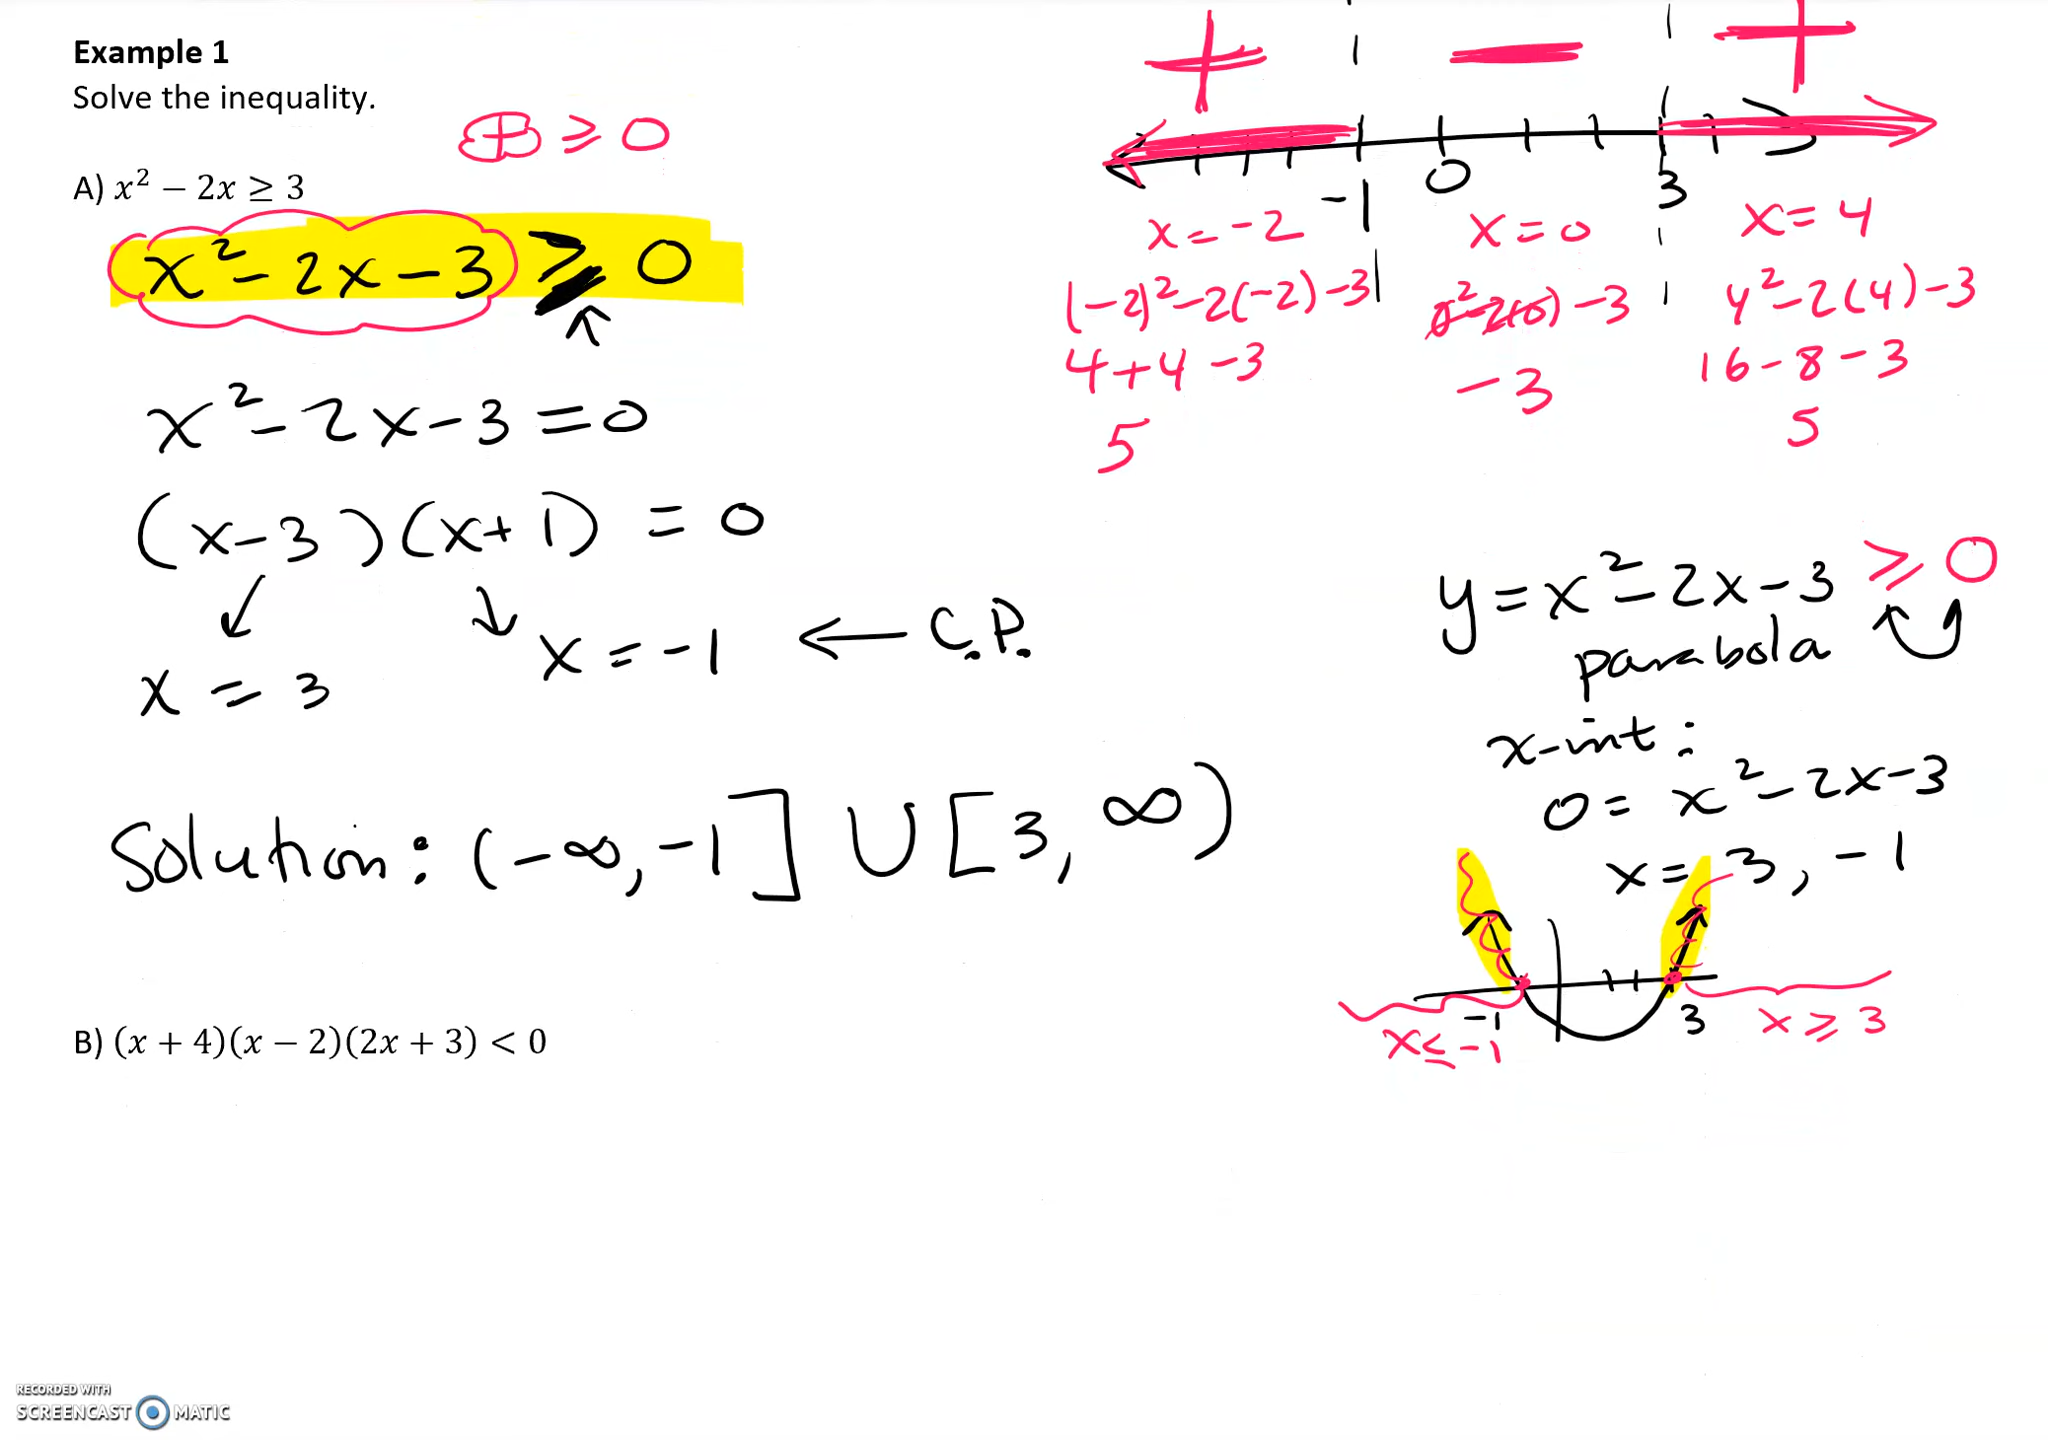 Example 1
Solve the inequality.
⊕ ≥ 0
A) x² − 2x ≥ 3
(x² − 2x − 3) ≥ 0
x² − 2x − 3 = 0
(x − 3)(x + 1) = 0
x = 3
x = −1 ← C.P.
Solution: (−∞, −1] ∪ [3, ∞)
+ − +
−1 0 3
x = −2
(−2)² − 2(−2) − 3
4 + 4 − 3
5
x = 0
0² − 2(0) − 3
−3
x = 4
4² − 2(4) − 3
16 − 8 − 3
5
y = x² − 2x − 3 ≥ 0
parabola
x-int:
0 = x² − 2x − 3
x = 3, −1
−1 3
x ≤ −1
x ≥ 3
B) (x + 4)(x − 2)(2x + 3) < 0
RECORDED WITH
SCREENCAST MATIC